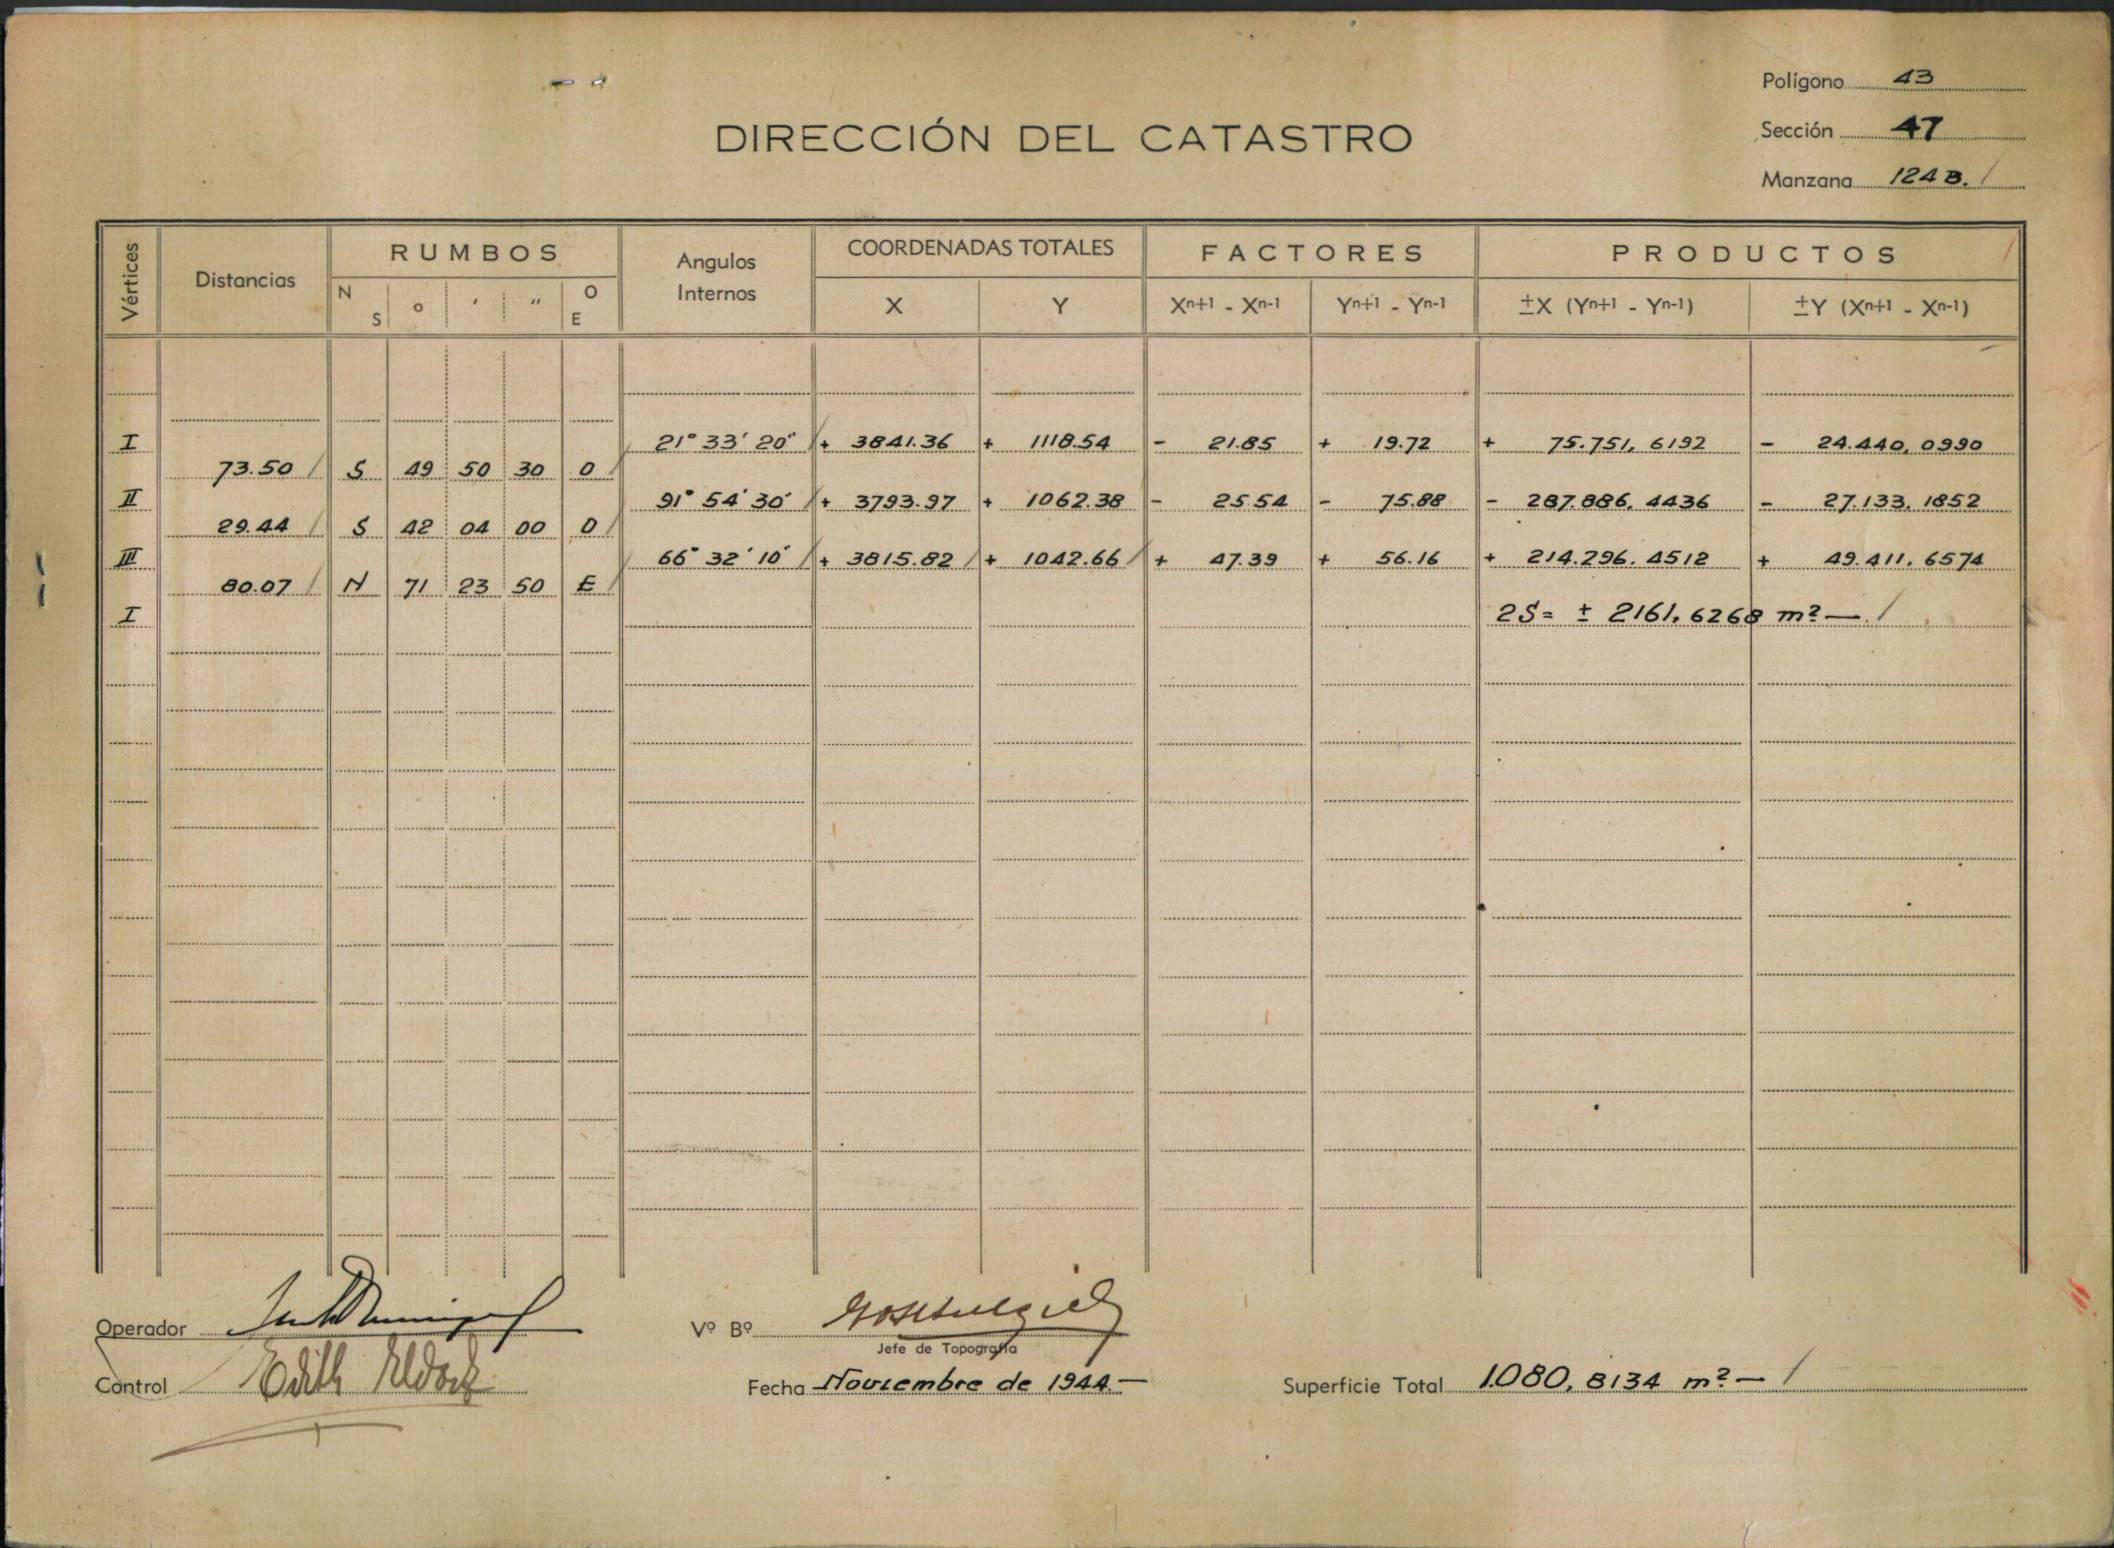 Polígono 43
DIRECCIÓN DEL CATASTRO
Sección 47
Manzana 124 B.
Vértices Distancias RUMBOS Angulos Internos COORDENADAS TOTALES FACTORES PRODUCTOS
N S ° ' " O E X Y Xn+1 - Xn-1 Yn+1 - Yn-1 ±X (Yn+1 - Yn-1) ±Y (Xn+1 - Xn-1)
I 21° 33' 20" + 3841.36 + 1118.54 - 21.85 + 19.72 + 75.751, 6192 - 24.440, 0990
73.50 S 49 50 30 O
II 91° 54' 30" + 3793.97 + 1062.38 - 25.54 - 75.88 - 287.886, 4436 - 27.133, 1852
29.44 S 42 04 00 O
III 66° 32' 10" + 3815.82 + 1042.66 + 47.39 + 56.16 + 214.296. 4512 + 49.411, 6574
80.07 N 71 23 50 E
I 2S = ± 2161, 6268 m² —
Operador
Vº Bº
Jefe de Topografía
Control Edith
Fecha Noviembre de 1944.—
Superficie Total 1.080, 8134 m² —